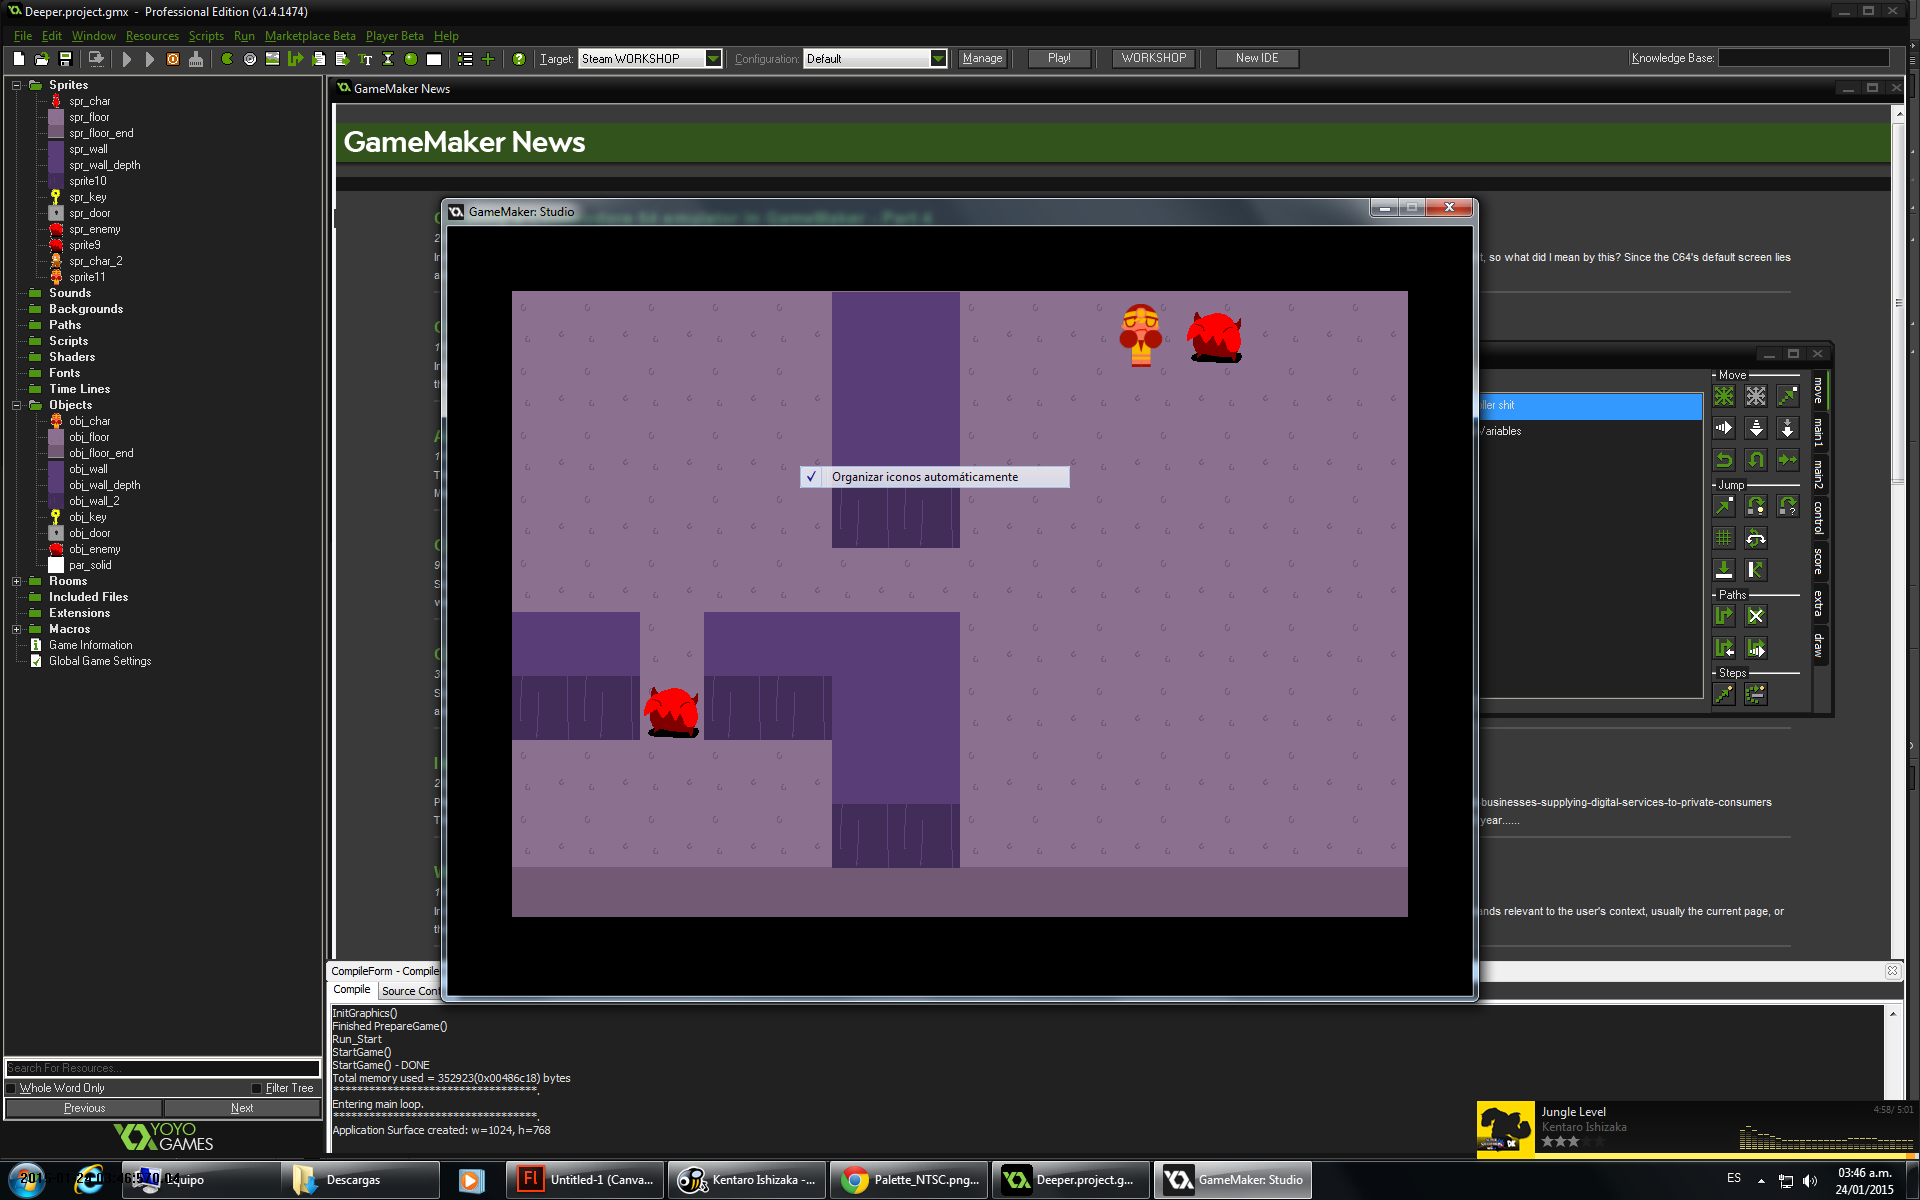 Deeper.project.gmx - Professional Edition (v1.4.1474)
File Edit Window Resources Scripts Run Marketplace Beta Player Beta Help
Target: Steam WORKSHOP Configuration: Default Manage Play! WORKSHOP New IDE Knowledge Base:
Sprites
spr_char
spr_floor
spr_floor_end
spr_wall
spr_wall_depth
sprite10
spr_key
spr_door
spr_enemy
sprite9
spr_char_2
sprite11
Sounds
Backgrounds
Paths
Scripts
Shaders
Fonts
Time Lines
Objects
obj_char
obj_floor
obj_floor_end
obj_wall
obj_wall_depth
obj_wall_2
obj_key
obj_door
obj_enemy
par_solid
Rooms
Included Files
Extensions
Macros
Game Information
Global Game Settings
Search For Resources...
Whole Word Only Filter Tree
Previous Next
YOYO
GAMES
GameMaker News
GameMaker News
GameMaker: Studio
Organizar iconos automáticamente
, so what did I mean by this? Since the C64's default screen lies
ller shit
Variables
Move
Jump
Paths
Steps
move
main1
main2
control
score
extra
draw
businesses-supplying-digital-services-to-private-consumers
year......
ands relevant to the user's context, usually the current page, or
CompileForm - Compile
Compile Source Cont
InitGraphics()
Finished PrepareGame()
Run_Start
StartGame()
StartGame() - DONE
Total memory used = 352923(0x00486c18) bytes
**************************************.
Entering main loop.
**************************************.
Application Surface created: w=1024, h=768
Jungle Level 4:58/ 5:01
Kentaro Ishizaka
Equipo Descargas Untitled-1 (Canva... Kentaro Ishizaka -... Palette_NTSC.png... Deeper.project.g... GameMaker: Studio ES 03:46 a.m.
24/01/2015